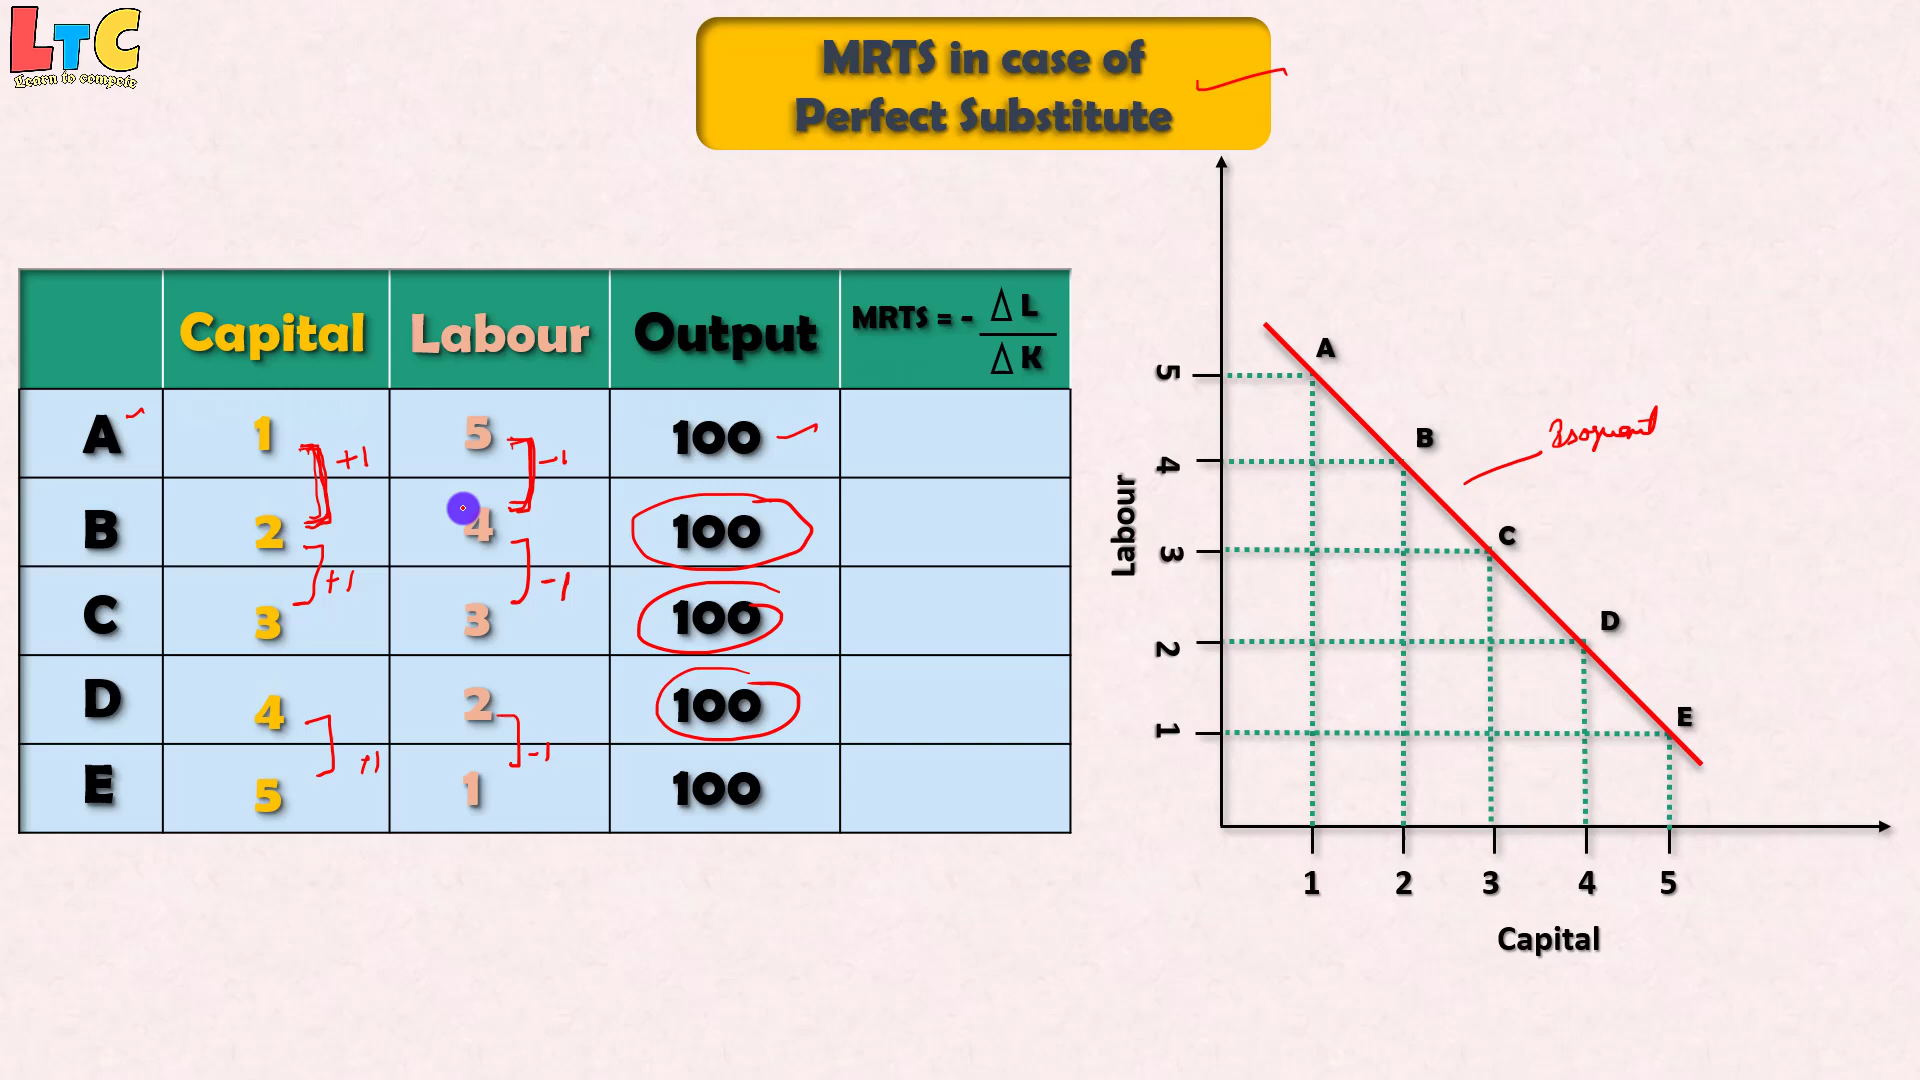 LTC
Learn to compete
MRTS in case of
Perfect Substitute
Capital Labour Output MRTS = - Δ L
Δ K
A 1 5 100
+1 -1
B 2 4 100
+1 -1
C 3 3 100
D 4 2 100
+1 -1
E 5 1 100
Isoquant
A
B
C
D
E
Labour
5
4
3
2
1
1 2 3 4 5
Capital